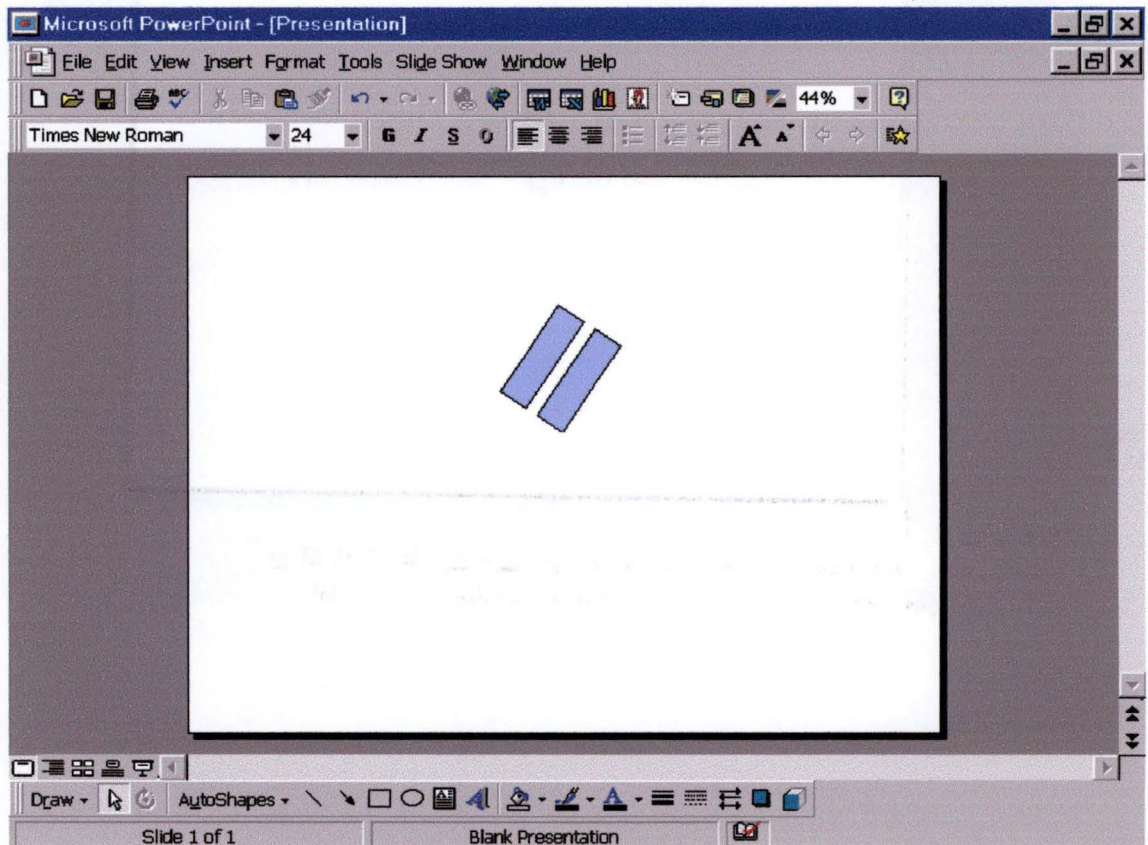 Microsoft PowerPoint - [Presentation]
File Edit View Insert Format Tools Slide Show Window Help
ABC 44%
Times New Roman 24 G I S O A A
Draw AutoShapes A A
Slide 1 of 1 Blank Presentation